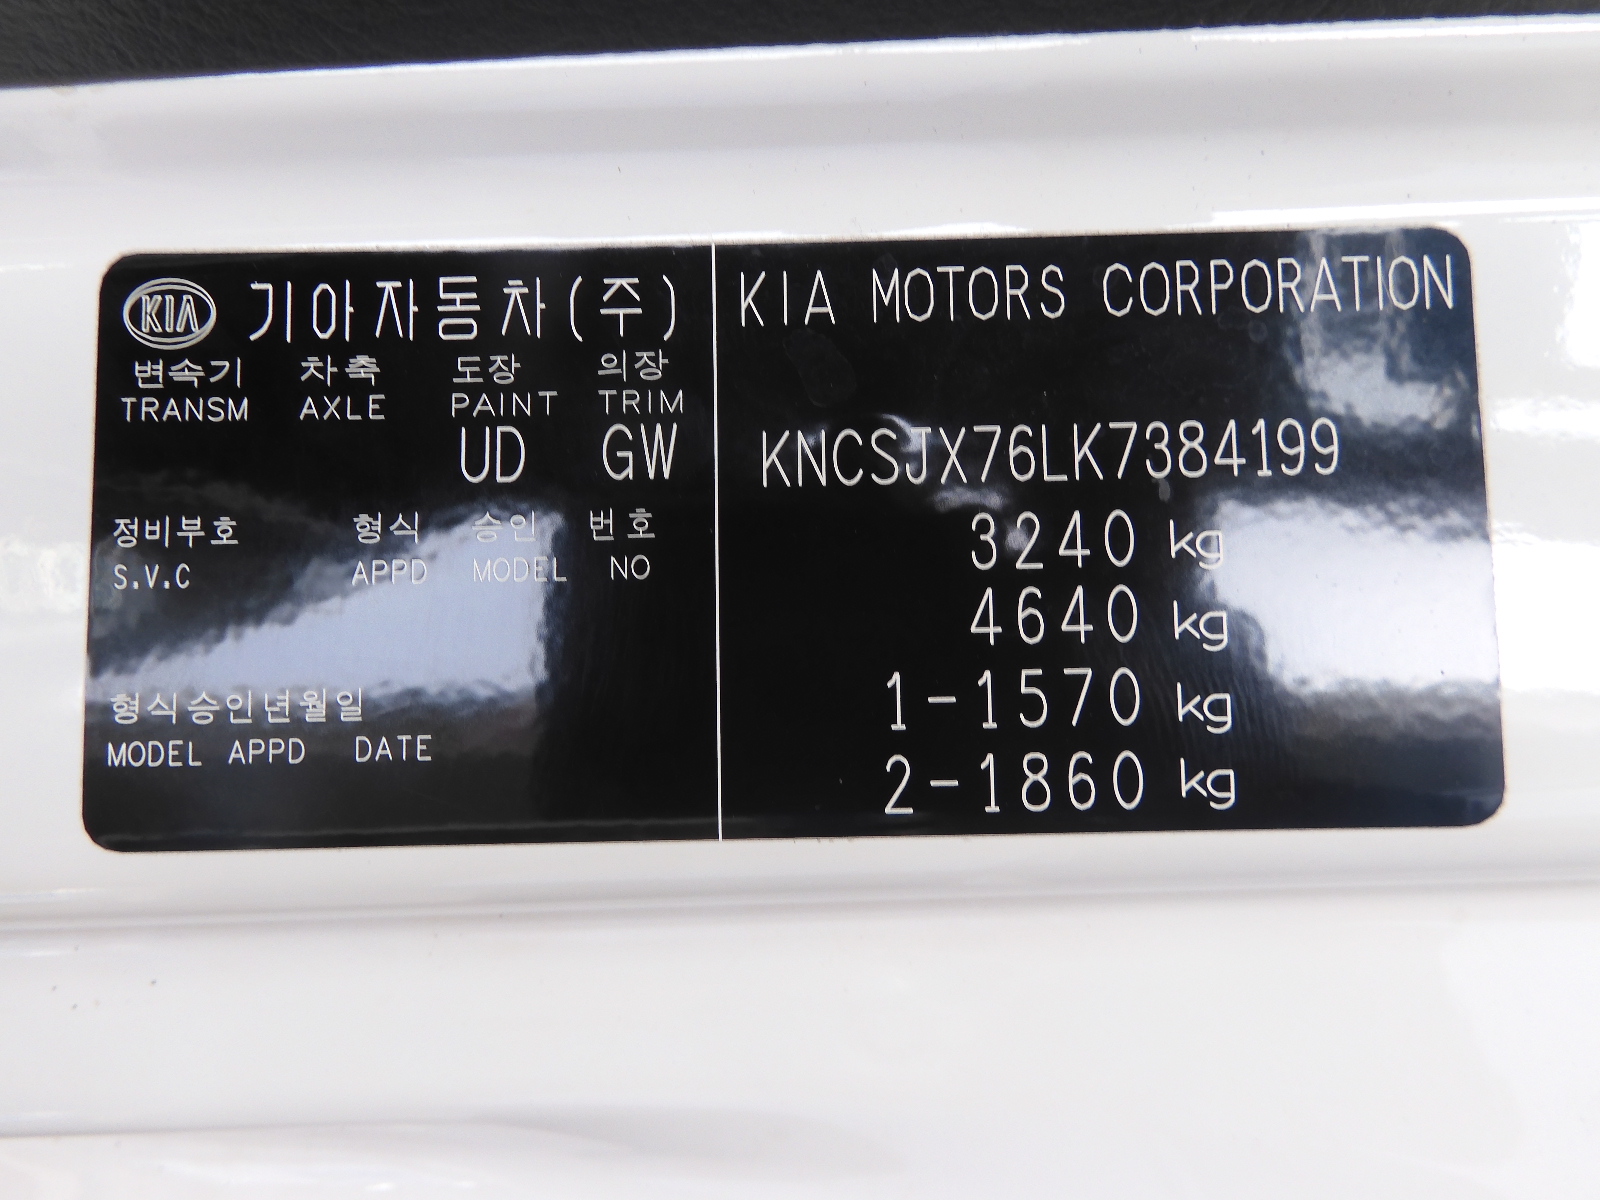 KIA 기아자동차(주)
변속기 차축 도장 의장
TRANSM AXLE PAINT TRIM
UD GW
정비부호 형식 승인 번호
S.V.C APPD MODEL NO
형식승인년월일
MODEL APPD DATE
KIA MOTORS CORPORATION
KNCSJX76LK7384199
3240 kg
4640 kg
1-1570 kg
2-1860 kg